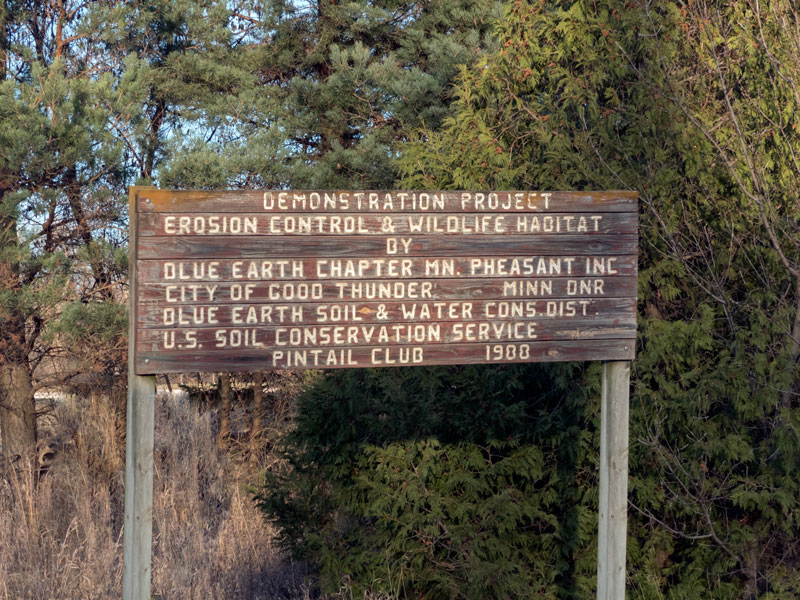 DEMONSTRATION PROJECT
EROSION CONTROL & WILDLIFE HABITAT
BY
BLUE EARTH CHAPTER MN. PHEASANT INC
CITY OF GOOD THUNDER MINN DNR
BLUE EARTH SOIL & WATER CONS. DIST.
U.S. SOIL CONSERVATION SERVICE
PINTAIL CLUB 1988